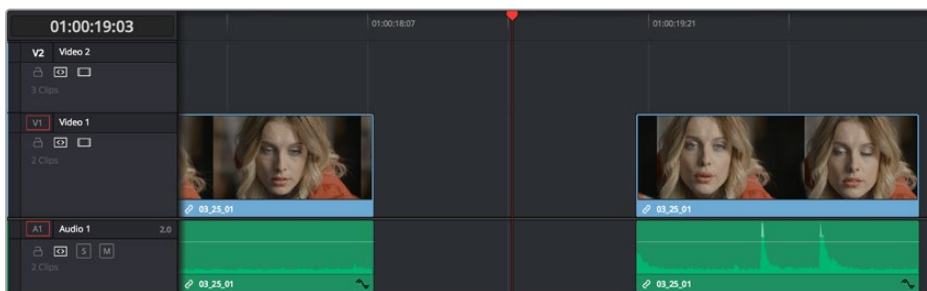 01:00:19:03
01:00:18:07
01:00:19:21
V2 Video 2
3 Clips
V1 Video 1
2 Clips
03_25_01
03_25_01
A1 Audio 1 2.0
S M
2 Clips
03_25_01
03_25_01